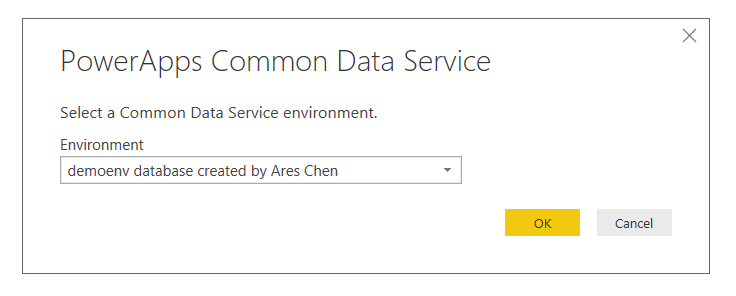 PowerApps Common Data Service
Select a Common Data Service environment.
Environment
demoenv database created by Ares Chen
OK
Cancel